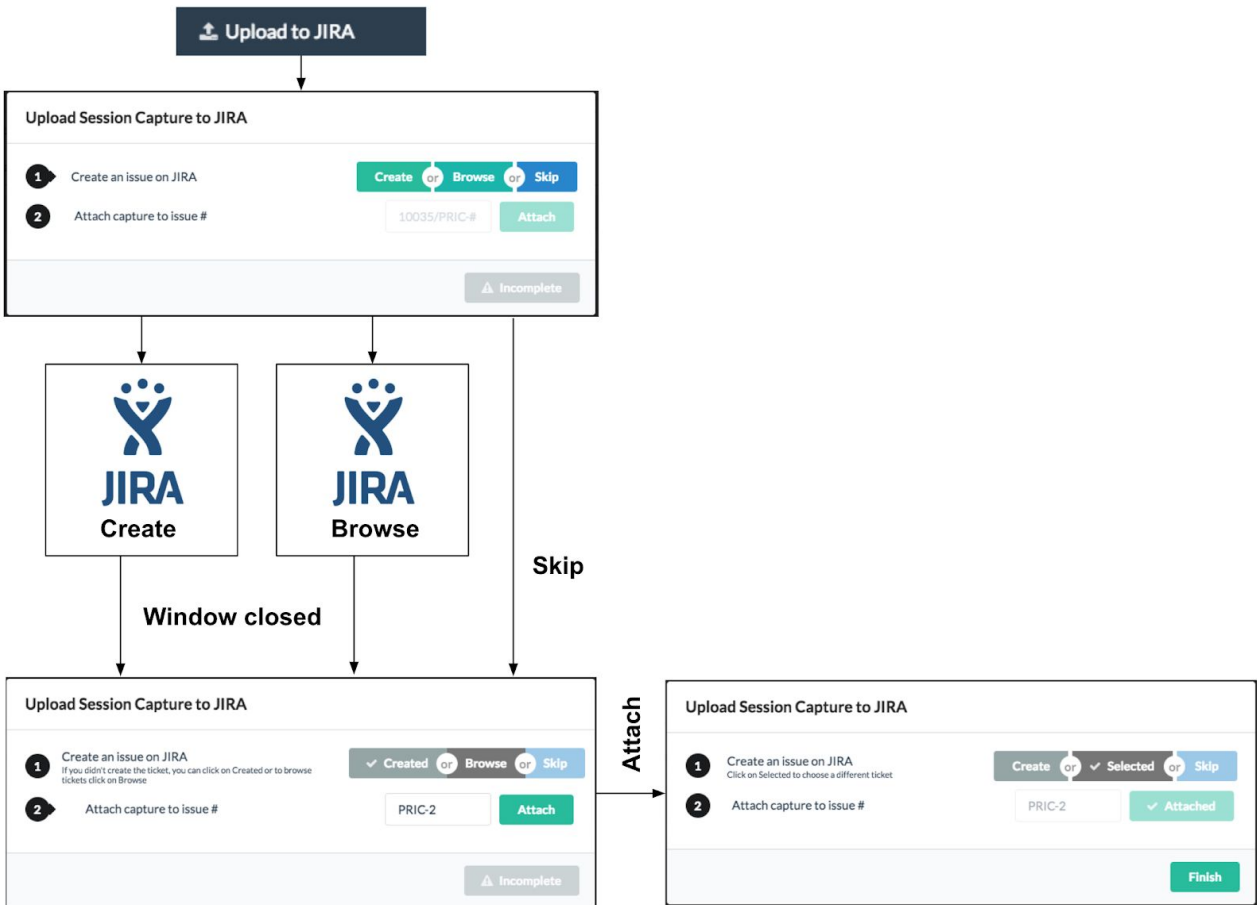 Upload to JIRA
Upload Session Capture to JIRA
1 Create an issue on JIRA Create or Browse or Skip
2 Attach capture to issue # 10035/PRIC-# Attach
Incomplete
JIRA
Create
JIRA
Browse
Skip
Window closed
Upload Session Capture to JIRA
1 Create an issue on JIRA ✓ Created or Browse or Skip
If you didn't create the ticket, you can click on Created or to browse
tickets click on Browse
2 Attach capture to issue # PRIC-2 Attach
Incomplete
Attach
Upload Session Capture to JIRA
1 Create an issue on JIRA Create or ✓ Selected or Skip
Click on Selected to choose a different ticket
2 Attach capture to issue # PRIC-2 ✓ Attached
Finish